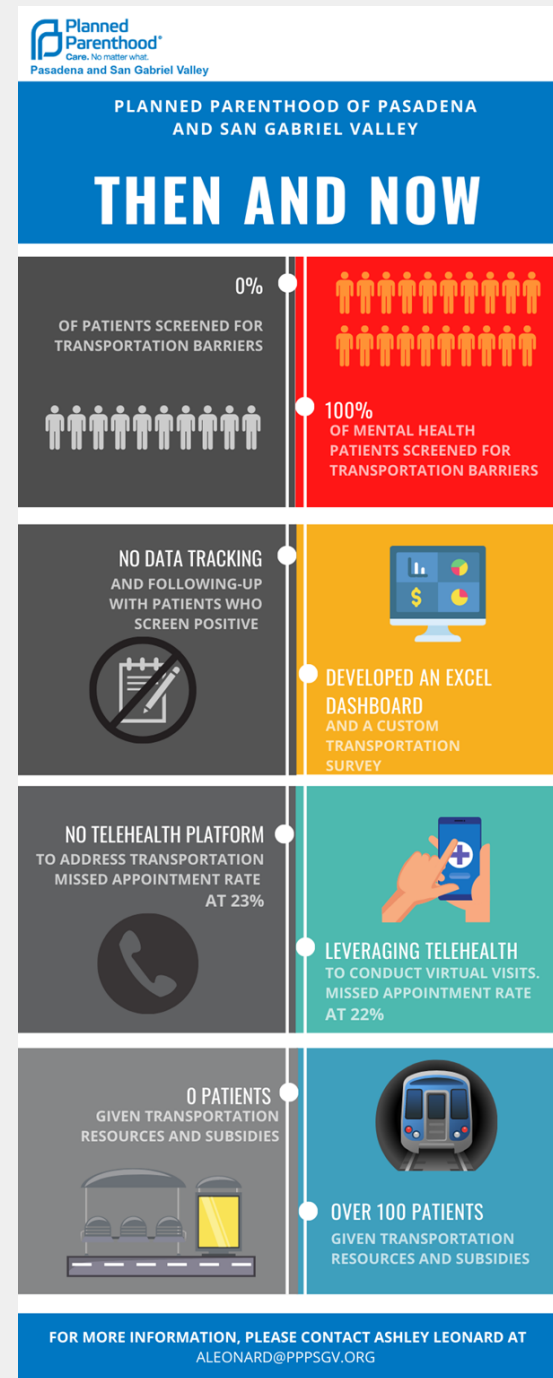 Planned
Parenthood®
Care. No matter what.
Pasadena and San Gabriel Valley
PLANNED PARENTHOOD OF PASADENA
AND SAN GABRIEL VALLEY
THEN AND NOW
0%
OF PATIENTS SCREENED FOR
TRANSPORTATION BARRIERS
100%
OF MENTAL HEALTH
PATIENTS SCREENED FOR
TRANSPORTATION BARRIERS
NO DATA TRACKING
AND FOLLOWING-UP
WITH PATIENTS WHO
SCREEN POSITIVE
$
DEVELOPED AN EXCEL
DASHBOARD
AND A CUSTOM
TRANSPORTATION
SURVEY
NO TELEHEALTH PLATFORM
TO ADDRESS TRANSPORTATION
MISSED APPOINTMENT RATE
AT 23%
LEVERAGING TELEHEALTH
TO CONDUCT VIRTUAL VISITS.
MISSED APPOINTMENT RATE
AT 22%
0 PATIENTS
GIVEN TRANSPORTATION
RESOURCES AND SUBSIDIES
OVER 100 PATIENTS
GIVEN TRANSPORTATION
RESOURCES AND SUBSIDIES
FOR MORE INFORMATION, PLEASE CONTACT ASHLEY LEONARD AT
ALEONARD@PPPSGV.ORG